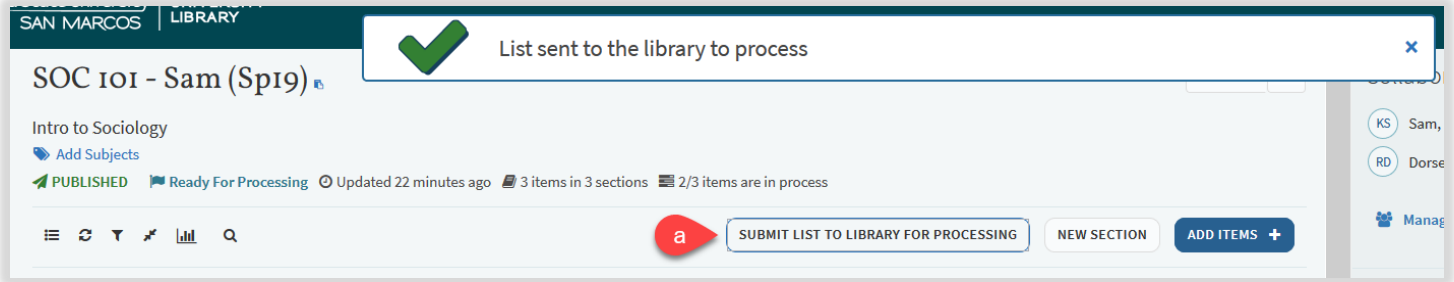 SAN MARCOS
LIBRARY
List sent to the library to process
×
SOC 101 - Sam (Sp19)
Intro to Sociology
Add Subjects
PUBLISHED Ready For Processing Updated 22 minutes ago 3 items in 3 sections 2/3 items are in process
a
SUBMIT LIST TO LIBRARY FOR PROCESSING NEW SECTION ADD ITEMS +
KS Sam,
RD Dorse
Manag